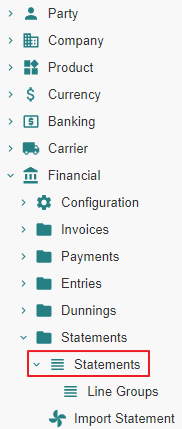 Party
Company
Product
Currency
Banking
Carrier
Financial
Configuration
Invoices
Payments
Entries
Dunnings
Statements
Statements
Line Groups
Import Statement